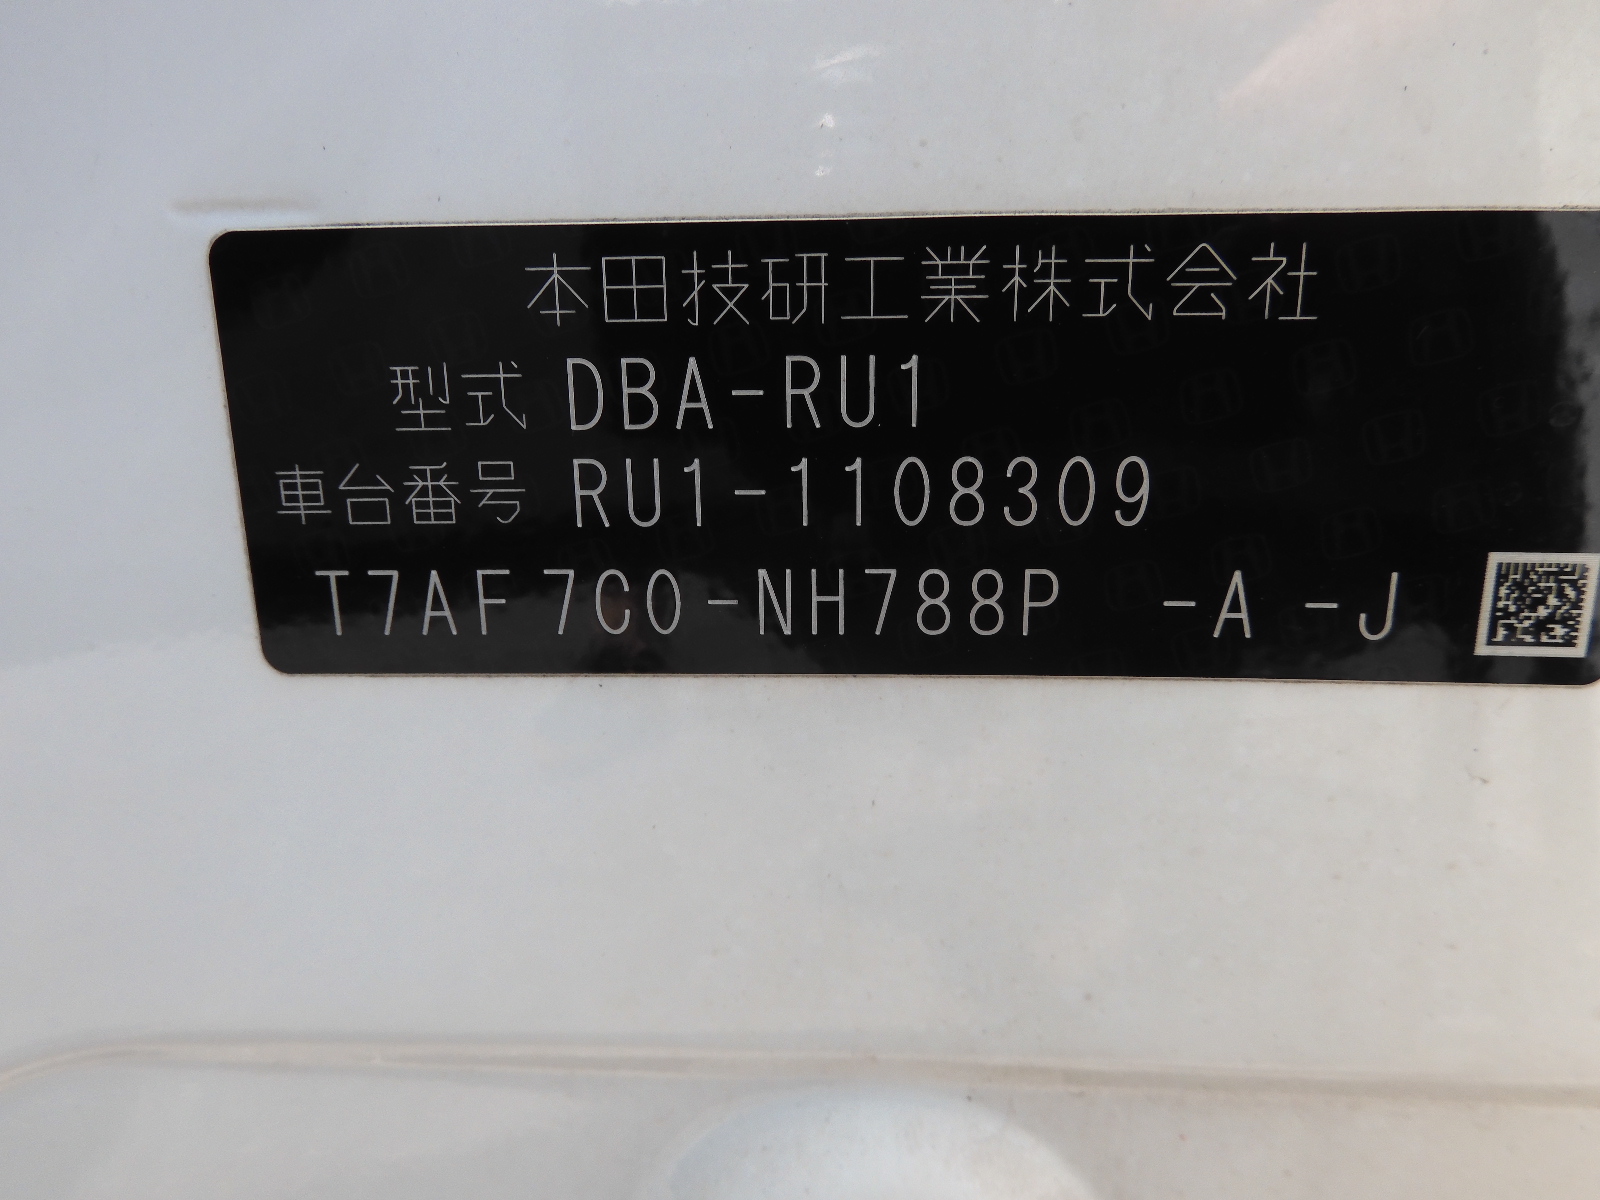 本田技研工業株式会社
型式 DBA-RU1
車台番号 RU1-1108309
T7AF7C0-NH788P -A -J